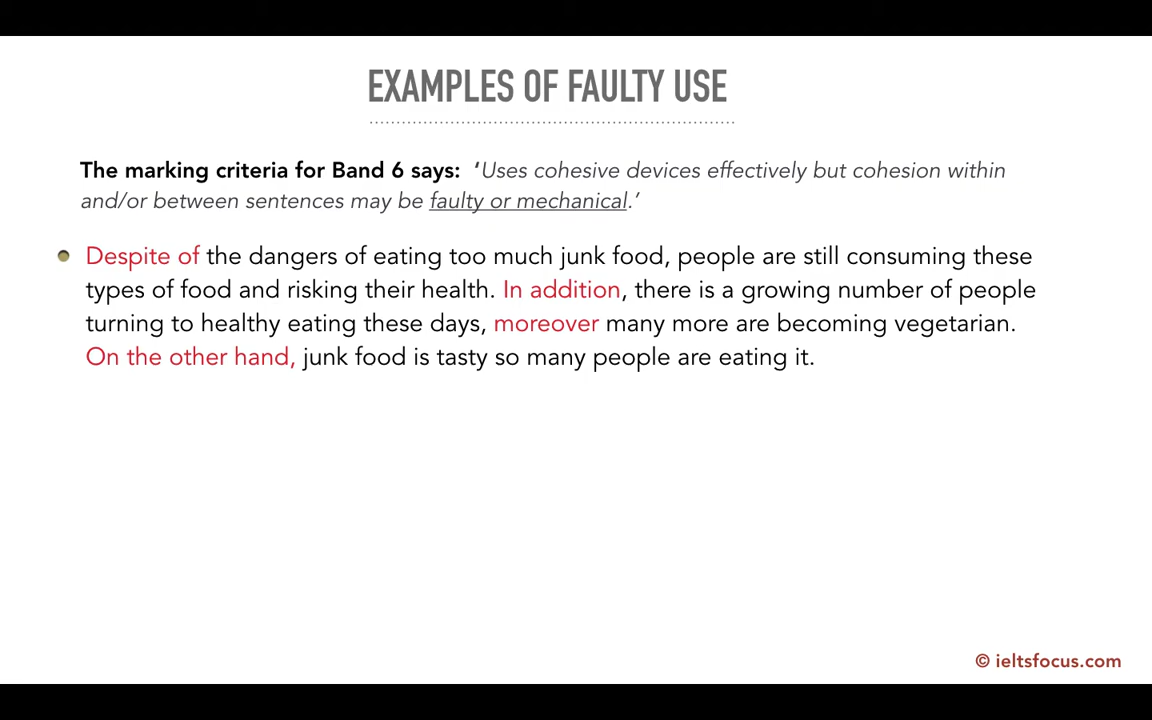 EXAMPLES OF FAULTY USE
The marking criteria for Band 6 says: ‘Uses cohesive devices effectively but cohesion within
and/or between sentences may be faulty or mechanical.’
Despite of the dangers of eating too much junk food, people are still consuming these
types of food and risking their health. In addition, there is a growing number of people
turning to healthy eating these days, moreover many more are becoming vegetarian.
On the other hand, junk food is tasty so many people are eating it.
© ieltsfocus.com